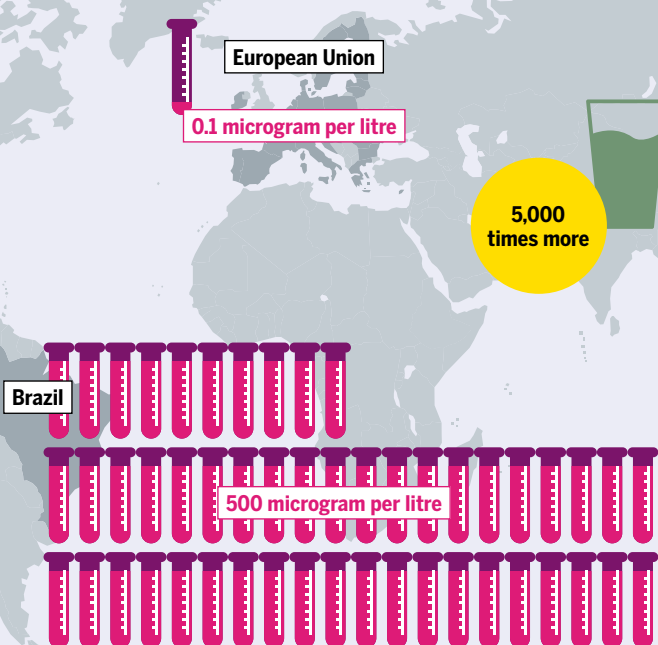 European Union
0.1 microgram per litre
5,000
times more
Brazil
500 microgram per litre